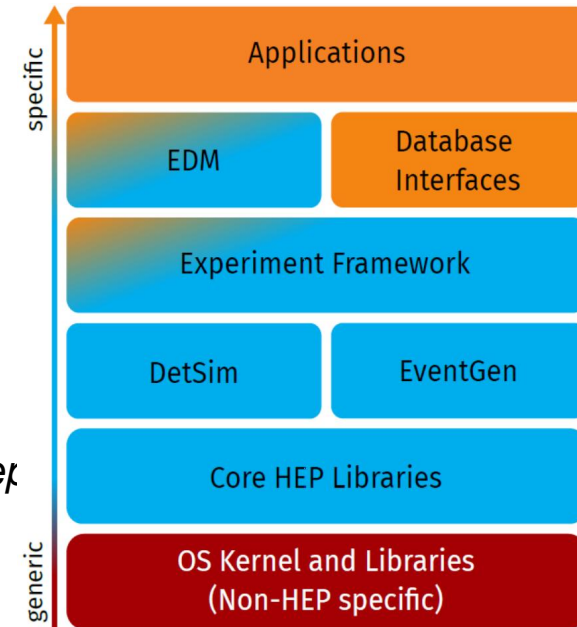 specific
Applications
EDM
Database
Interfaces
Experiment Framework
DetSim
EventGen
Core HEP Libraries
generic
OS Kernel and Libraries
(Non-HEP specific)